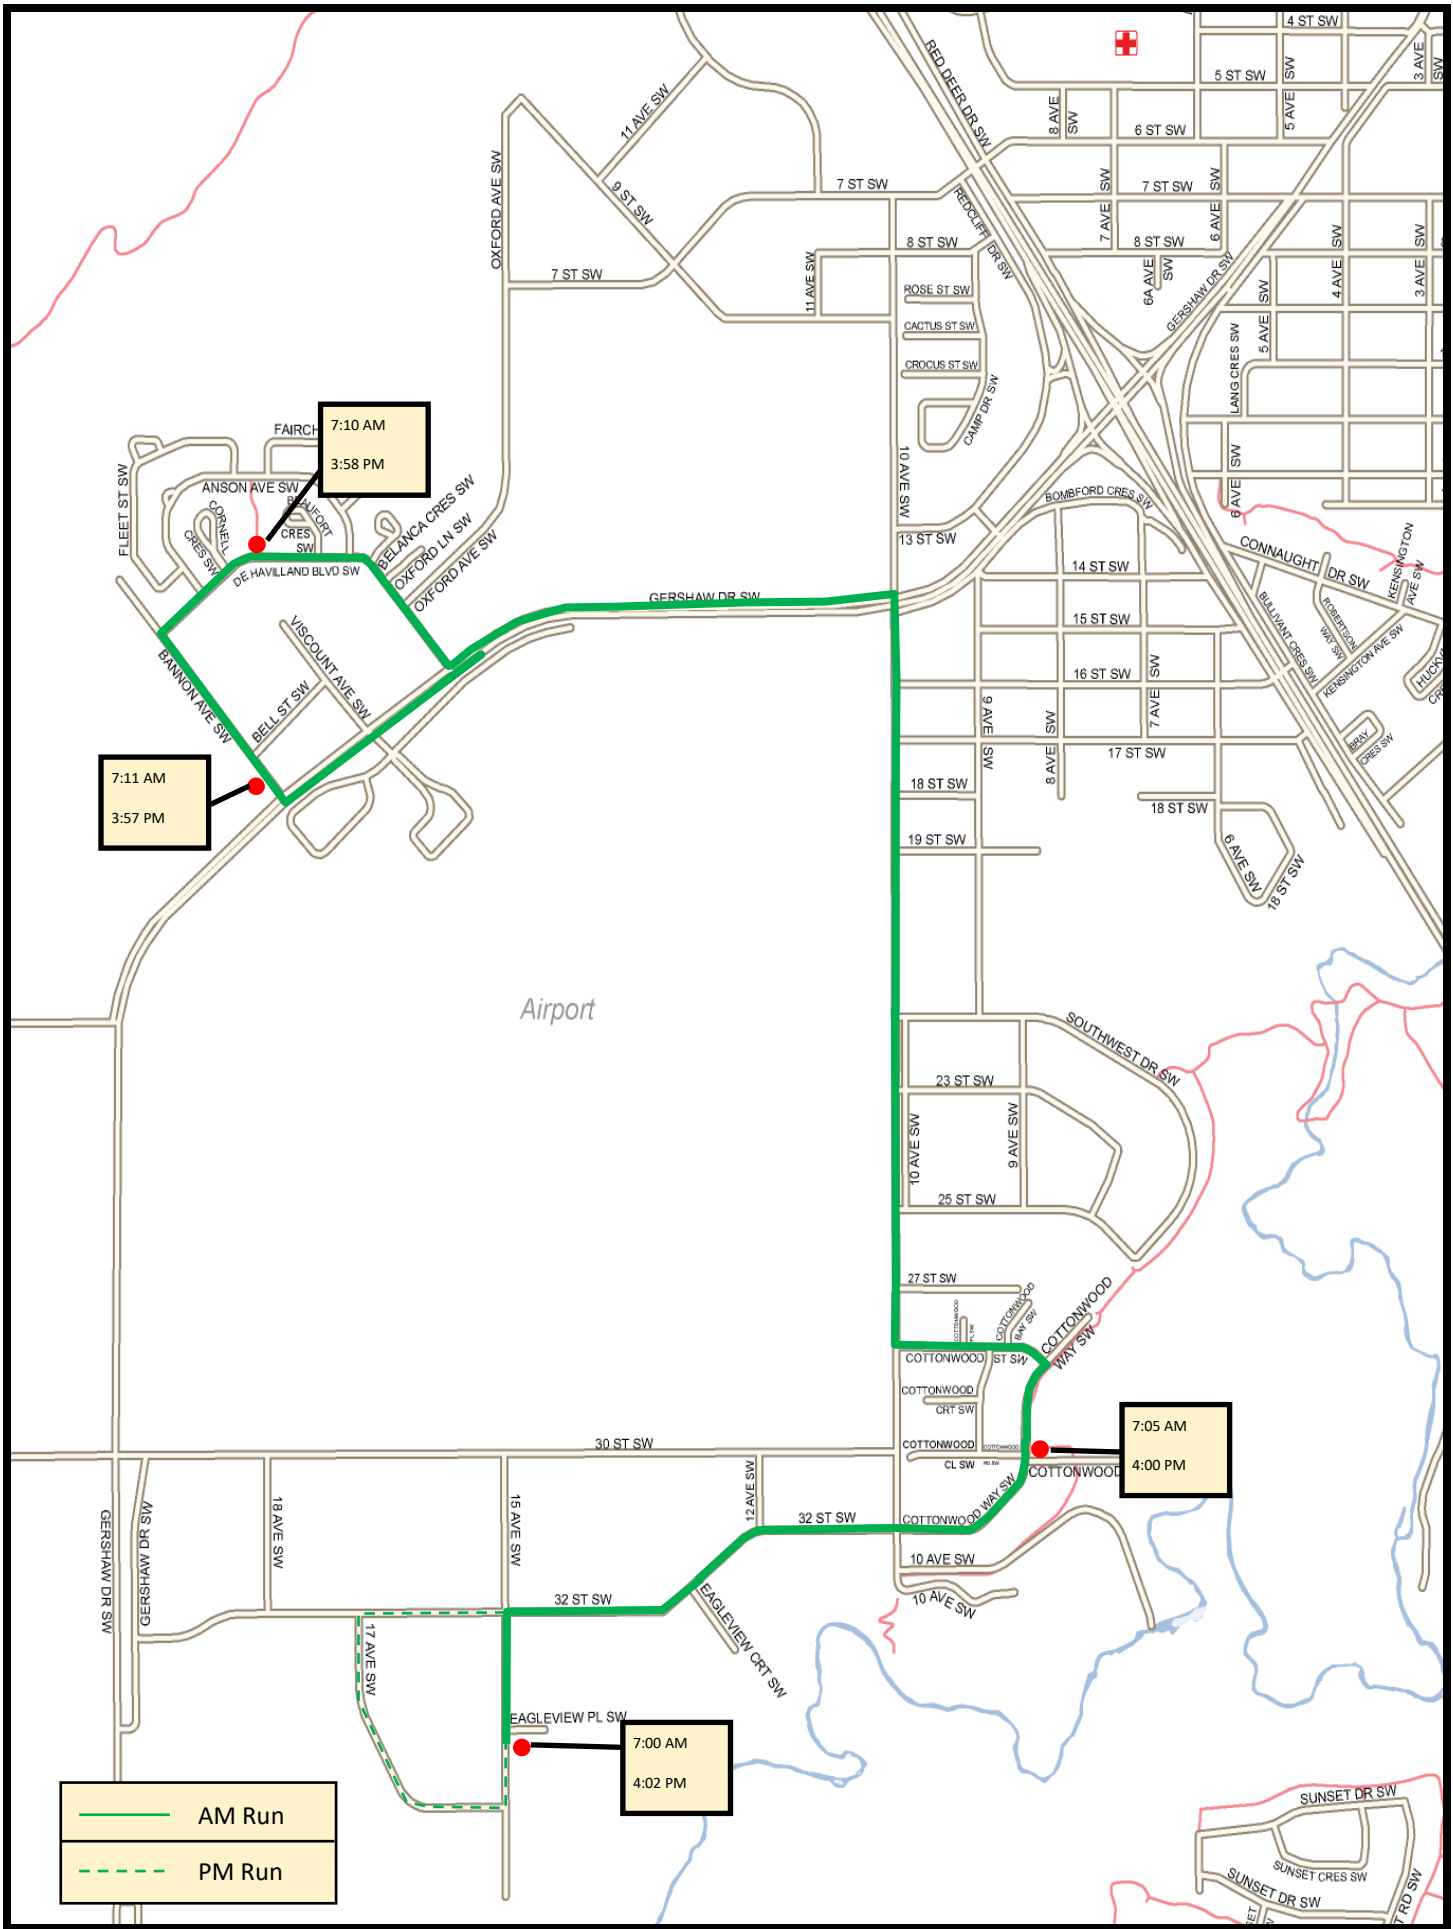 4 ST SW
3 AVE SW
5 ST SW
5 AVE SW
RED DEER DR SW
11 AVE SW
8 AVE SW
6 ST SW
OXFORD AVE SW
9 ST SW
7 ST SW
REDCLIFF DR SW
7 AVE SW
7 ST SW
6 AVE SW
8 ST SW
8 ST SW
7 ST SW
11 AVE SW
6A AVE SW
GERSHAW DR SW
4 AVE SW
3 AVE SW
5 AVE SW
ROSE ST SW
CACTUS ST SW
CROCUS ST SW
CAMP DR SW
LANG CRES SW
6 AVE SW
10 AVE SW
7:10 AM
3:58 PM
FAIRCH
FLEET ST SW
ANSON AVE SW
CORNELL
CRES SW
BEAUFORT
CRES
SW
BELANCA CRES SW
OXFORD LN SW
OXFORD AVE SW
DE HAVILLAND BLVD SW
BOMBFORD CRES SW
13 ST SW
CONNAUGHT DR SW
KENSINGTON AVE SW
14 ST SW
GERSHAW DR SW
BULLIVANT CRES SW
ROBERTSON WAY SW
KENSINGTON AVE SW
15 ST SW
16 ST SW
9 AVE SW
8 AVE SW
7 AVE SW
17 ST SW
BRAY CRES SW
VISCOUNT AVE SW
BANNON AVE SW
BELL ST SW
7:11 AM
3:57 PM
18 ST SW
18 ST SW
19 ST SW
6 AVE SW
18 ST SW
Airport
SOUTHWEST DR SW
23 ST SW
10 AVE SW
9 AVE SW
25 ST SW
27 ST SW
COTTONWOOD
PL SW
COTTONWOOD
BAY SW
COTTONWOOD
WAY SW
COTTONWOOD ST SW
COTTONWOOD
CRT SW
COTTONWOOD
CL SW
COTTONWOOD
RD SW
COTTONWOOD
7:05 AM
4:00 PM
30 ST SW
12 AVE SW
32 ST SW
COTTONWOOD WAY SW
10 AVE SW
10 AVE SW
GERSHAW DR SW
GERSHAW DR SW
18 AVE SW
15 AVE SW
32 ST SW
17 AVE SW
EAGLEVIEW CRT SW
EAGLEVIEW PL SW
7:00 AM
4:02 PM
AM Run
PM Run
SUNSET DR SW
SUNSET CRES SW
SUNSET DR SW
T RD SW